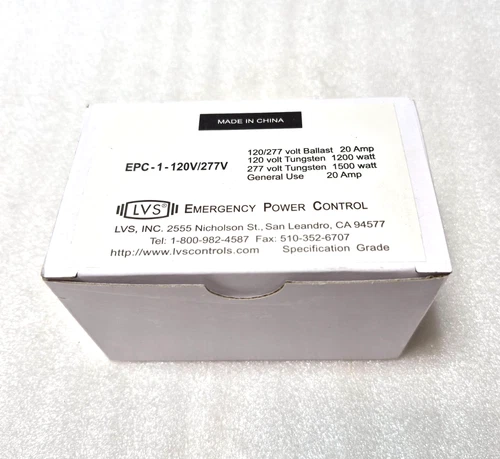 MADE IN CHINA
EPC - 1 - 120V/277V
120/277 volt Ballast 20 Amp
120 volt Tungsten 1200 watt
277 volt Tungsten 1500 watt
General Use 20 Amp
LVS® EMERGENCY POWER CONTROL
LVS, INC. 2555 Nicholson St., San Leandro, CA 94577
Tel: 1-800-982-4587 Fax: 510-352-6707
http://www.lvscontrols.com Specification Grade